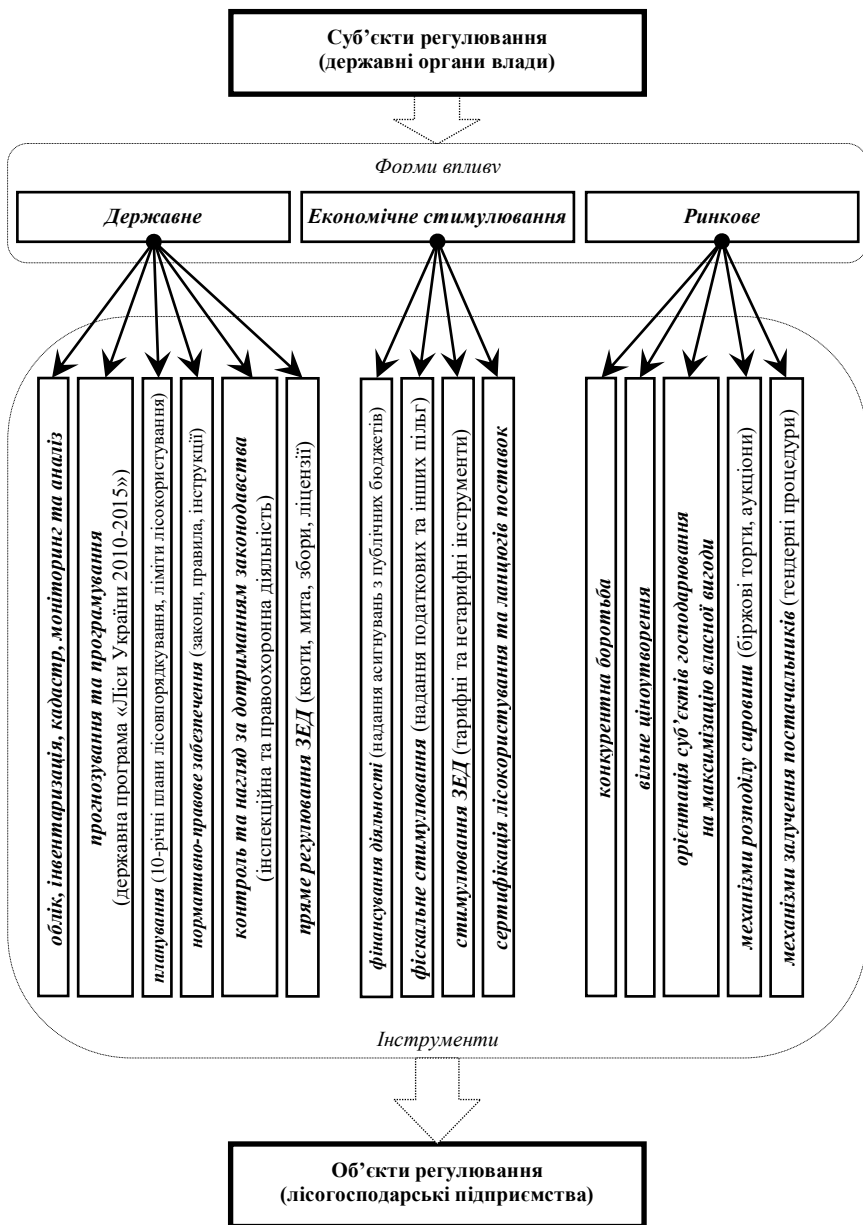 Суб’єкти регулювання
(державні органи влади)
Форми впливу
Державне
Економічне стимулювання
Ринкове
облік, інвентаризація, кадастр, моніторинг та аналіз
прогнозування та програмування
(державна програма «Ліси України 2010-2015»)
планування (10-річні плани лісовпорядкування, ліміти лісокористування)
нормативно-правове забезпечення (закони, правила, інструкції)
контроль та нагляд за дотриманням законодавства
(інспекційна та правоохоронна діяльність)
пряме регулювання ЗЕД (квоти, мита, збори, ліцензії)
фінансування діяльності (надання асигнувань з публічних бюджетів)
фіскальне стимулювання (надання податкових та інших пільг)
стимулювання ЗЕД (тарифні та нетарифні інструменти)
сертифікація лісокористування та ланцюгів поставок
конкурентна боротьба
вільне ціноутворення
орієнтація суб’єктів господарювання
на максимізацію власної вигоди
механізми розподілу сировини (біржові торги, аукціони)
механізми залучення постачальників (тендерні процедури)
Інструменти
Об’єкти регулювання
(лісогосподарські підприємства)